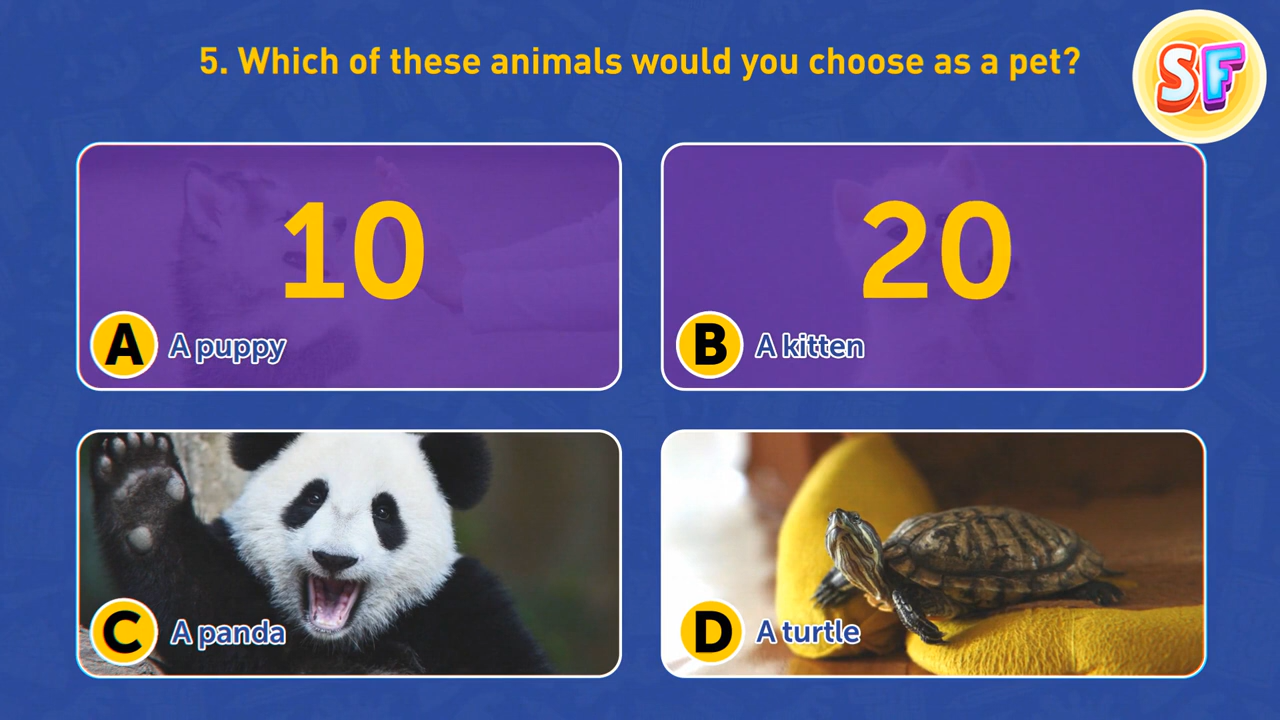 5. Which of these animals would you choose as a pet?
SF
10
20
A A puppy
B A kitten
C A panda
D A turtle